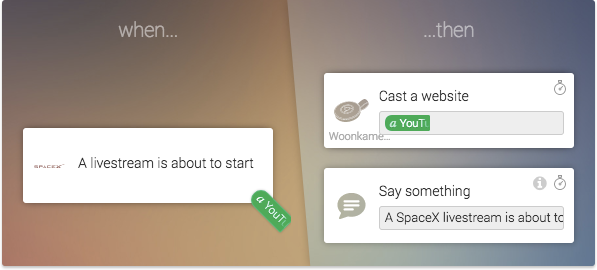 when...
...then
Cast a website
a YouT
Woonkame...
SPACEX
A livestream is about to start
a YouT
Say something
A SpaceX livestream is about to